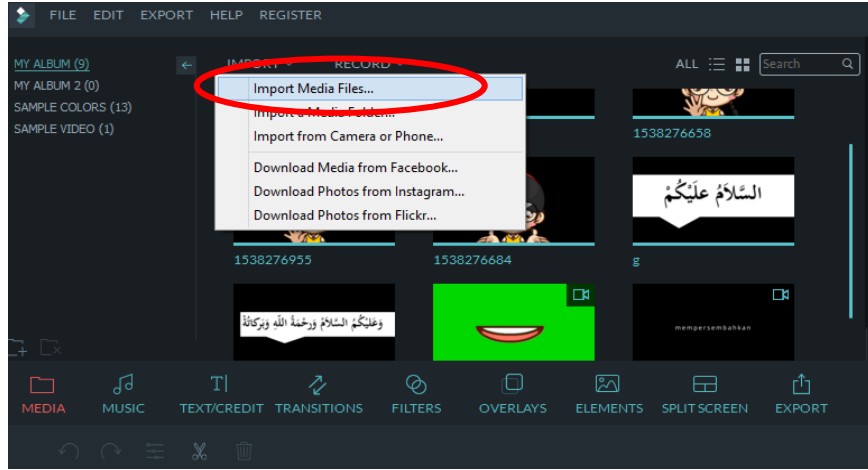 FILE EDIT EXPORT HELP REGISTER
MY ALBUM (9)
MY ALBUM 2 (0)
SAMPLE COLORS (13)
SAMPLE VIDEO (1)
IMPORT RECORD ALL Search
Import Media Files...
Import a Media Folder...
Import from Camera or Phone...
Download Media from Facebook...
Download Photos from Instagram...
Download Photos from Flickr...
1538276658
السَّلاَمُ عَلَيْكُمْ
1538276955 1538276684 g
وَعَلَيْكُمُ السَّلاَمُ وَرَحْمَةُ اللَّهِ وَبَرَكَاتُهُ
mempersembahkan
MEDIA MUSIC TEXT/CREDIT TRANSITIONS FILTERS OVERLAYS ELEMENTS SPLIT SCREEN EXPORT